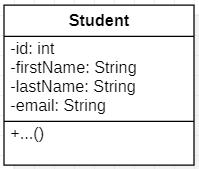 Student
-id: int
-firstName: String
-lastName: String
-email: String
+...()